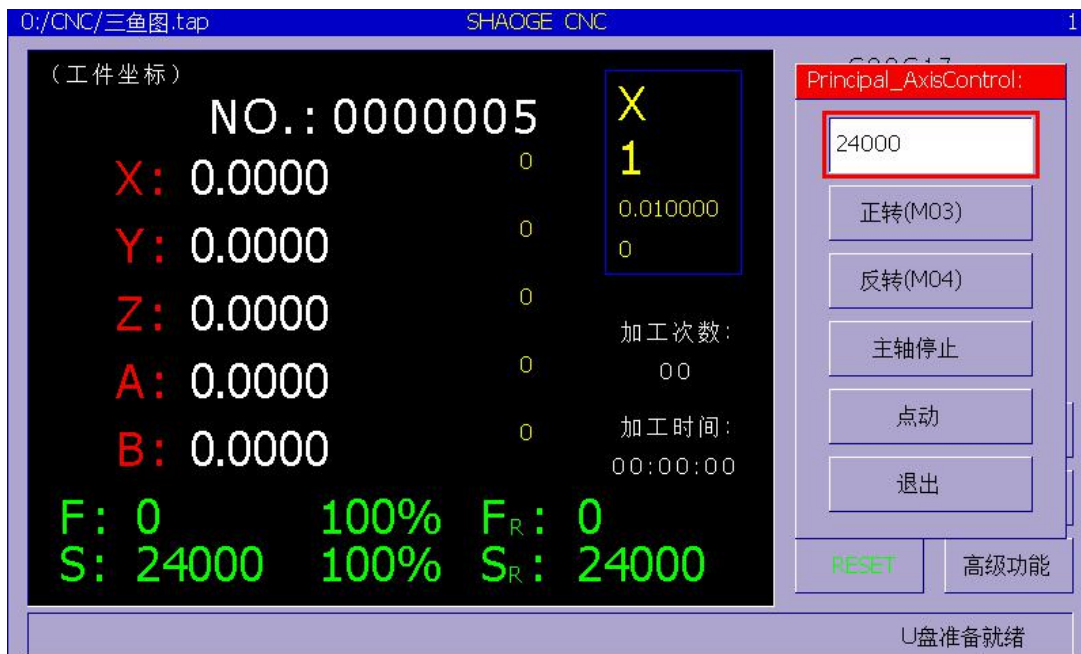 0:/CNC/三鱼图.tap SHAOGE CNC 1
(工件坐标)
NO.: 0000005
X: 0.0000 0
Y: 0.0000 0
Z: 0.0000 0
A: 0.0000 0
B: 0.0000 0
X
1
0.010000
0
加工次数:
00
加工时间:
00:00:00
F: 0 100% FR: 0
S: 24000 100% SR: 24000
Principal_AxisControl:
24000
正转(M03)
反转(M04)
主轴停止
点动
退出
RESET 高级功能
U盘准备就绪